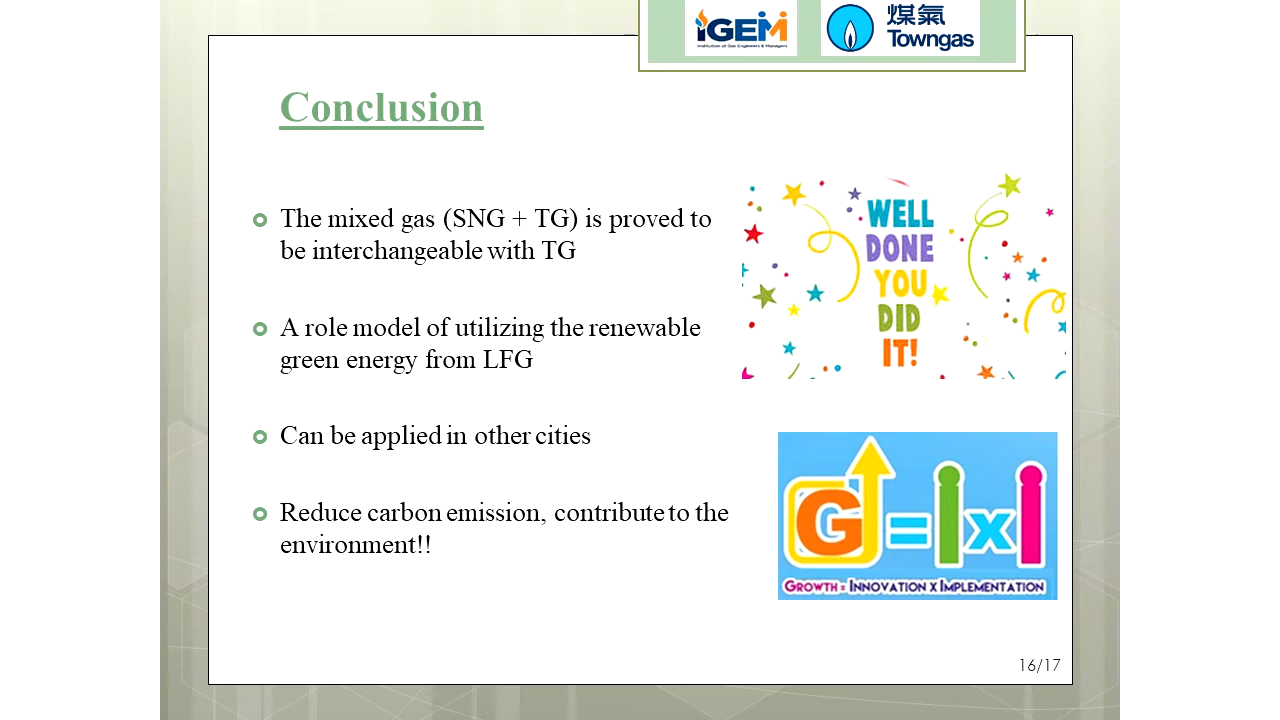 iGEM
Institution of Gas Engineers & Managers
煤氣
Towngas
Conclusion
The mixed gas (SNG + TG) is proved to
be interchangeable with TG
A role model of utilizing the renewable
green energy from LFG
Can be applied in other cities
Reduce carbon emission, contribute to the
environment!!
WELL
DONE
YOU
DID
IT!
G=ixi
GROWTH = INNOVATION X IMPLEMENTATION
16/17